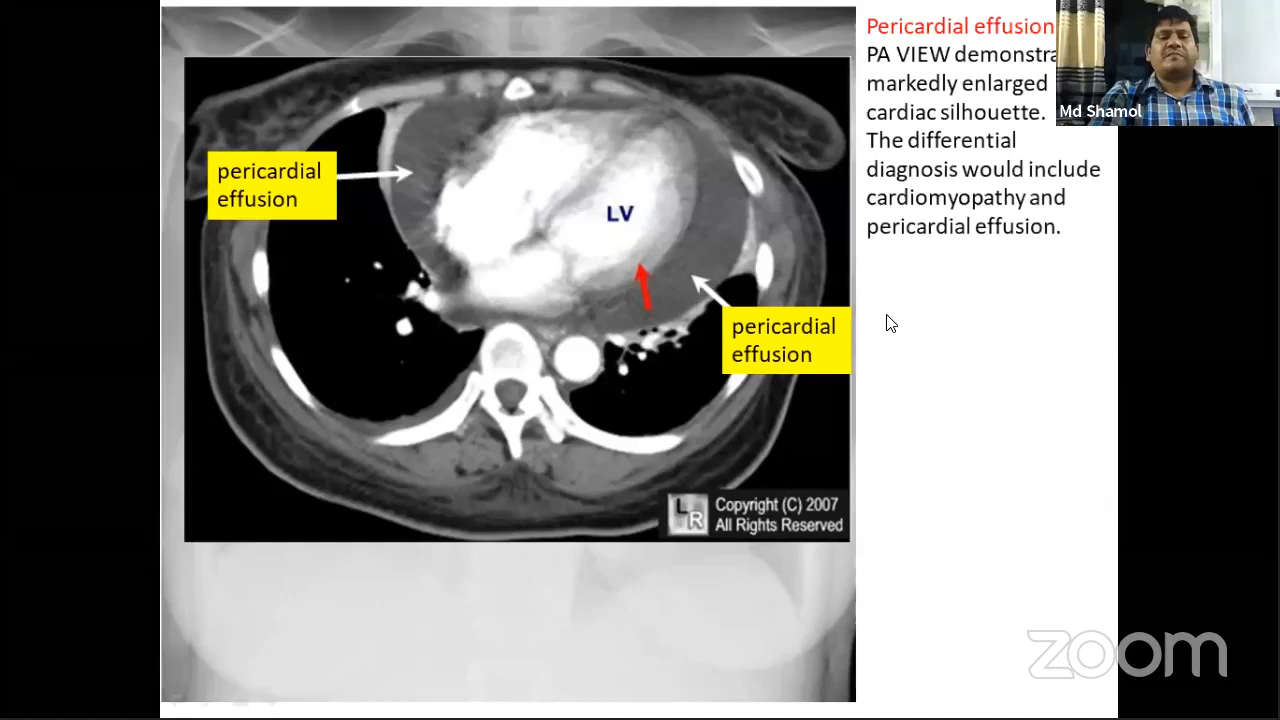 Pericardial effusion
PA VIEW demonstra
markedly enlarged
cardiac silhouette.
The differential
diagnosis would include
cardiomyopathy and
pericardial effusion.
Md Shamol
pericardial
effusion
LV
pericardial
effusion
L
R
Copyright (C) 2007
All Rights Reserved
zoom